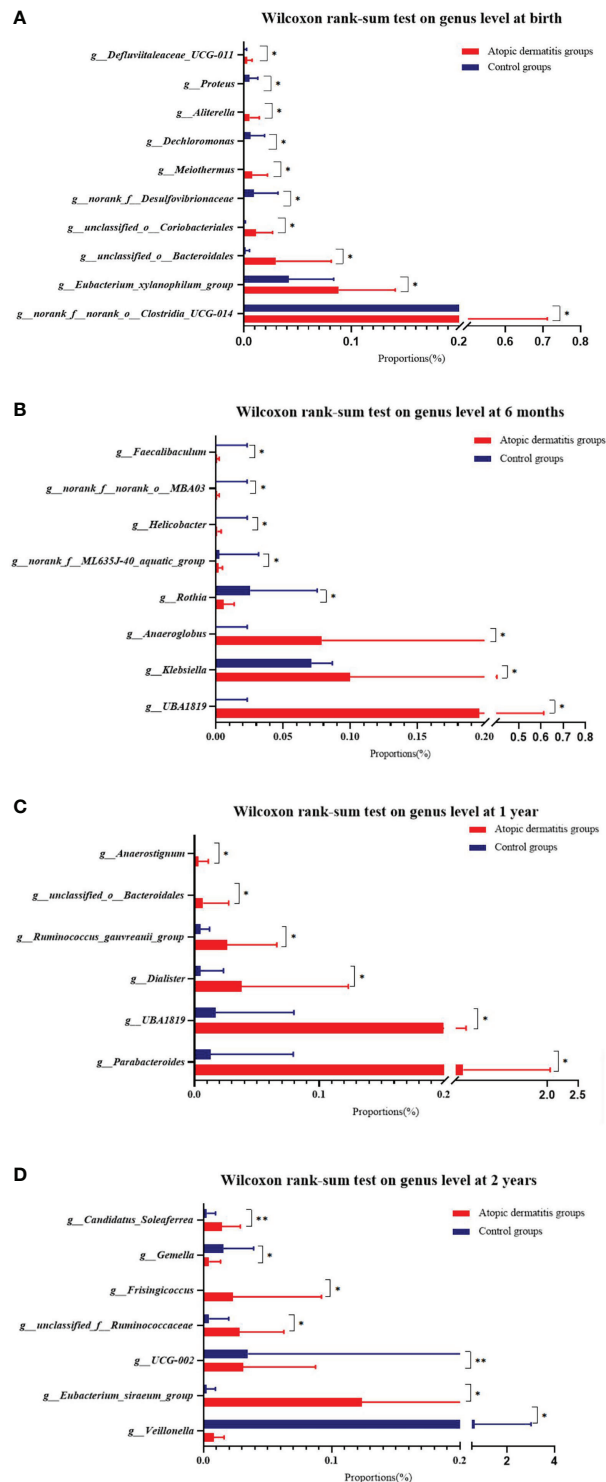 A
Wilcoxon rank-sum test on genus level at birth
Atopic dermatitis groups
Control groups
g__Defluviitaleaceae_UCG-011 *
g__Proteus *
g__Aliterella *
g__Dechloromonas *
g__Meiothermus *
g__norank_f__Desulfovibrionaceae *
g__unclassified_o__Coriobacteriales *
g__unclassified_o__Bacteroidales *
g__Eubacterium_xylanophilum_group *
g__norank_f__norank_o__Clostridia_UCG-014 *
0.0 0.1 0.2 0.6 0.7 0.8
Proportions(%)
B
Wilcoxon rank-sum test on genus level at 6 months
Atopic dermatitis groups
Control groups
g__Faecalibaculum *
g__norank_f__norank_o__MBA03 *
g__Helicobacter *
g__norank_f__ML635J-40_aquatic_group *
g__Rothia *
g__Anaeroglobus *
g__Klebsiella *
g__UBA1819 *
0.00 0.05 0.10 0.15 0.20 0.5 0.6 0.7 0.8
Proportions(%)
C
Wilcoxon rank-sum test on genus level at 1 year
Atopic dermatitis groups
Control groups
g__Anaerostignum *
g__unclassified_o__Bacteroidales *
g__Ruminococcus_gauvreauii_group *
g__Dialister *
g__UBA1819 *
g__Parabacteroides *
0.0 0.1 0.2 2.0 2.5
Proportions(%)
D
Wilcoxon rank-sum test on genus level at 2 years
Atopic dermatitis groups
Control groups
g__Candidatus_Soleaferrea **
g__Gemella *
g__Frisingicoccus *
g__unclassified_f__Ruminococcaceae *
g__UCG-002 **
g__Eubacterium_siraeum_group *
g__Veillonella *
0.0 0.1 0.2 2 4
Proportions(%)